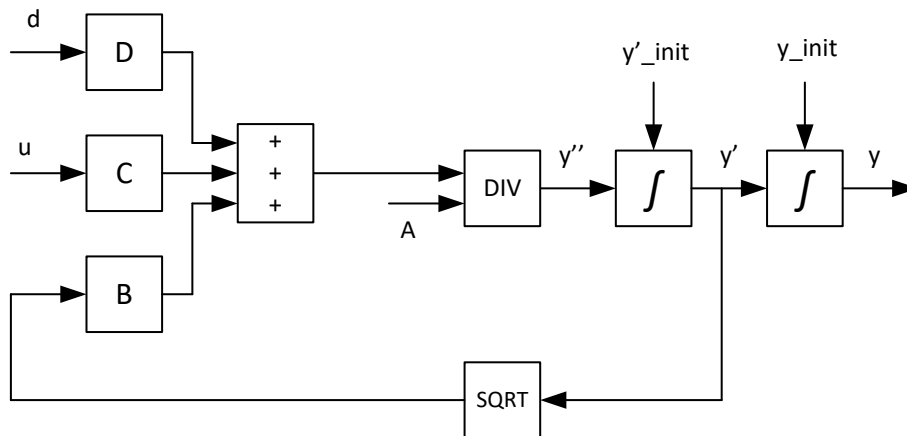 d
D
y’_init
y_init
u
C
+
+
+
DIV
y’’
∫
y’
∫
y
A
B
SQRT